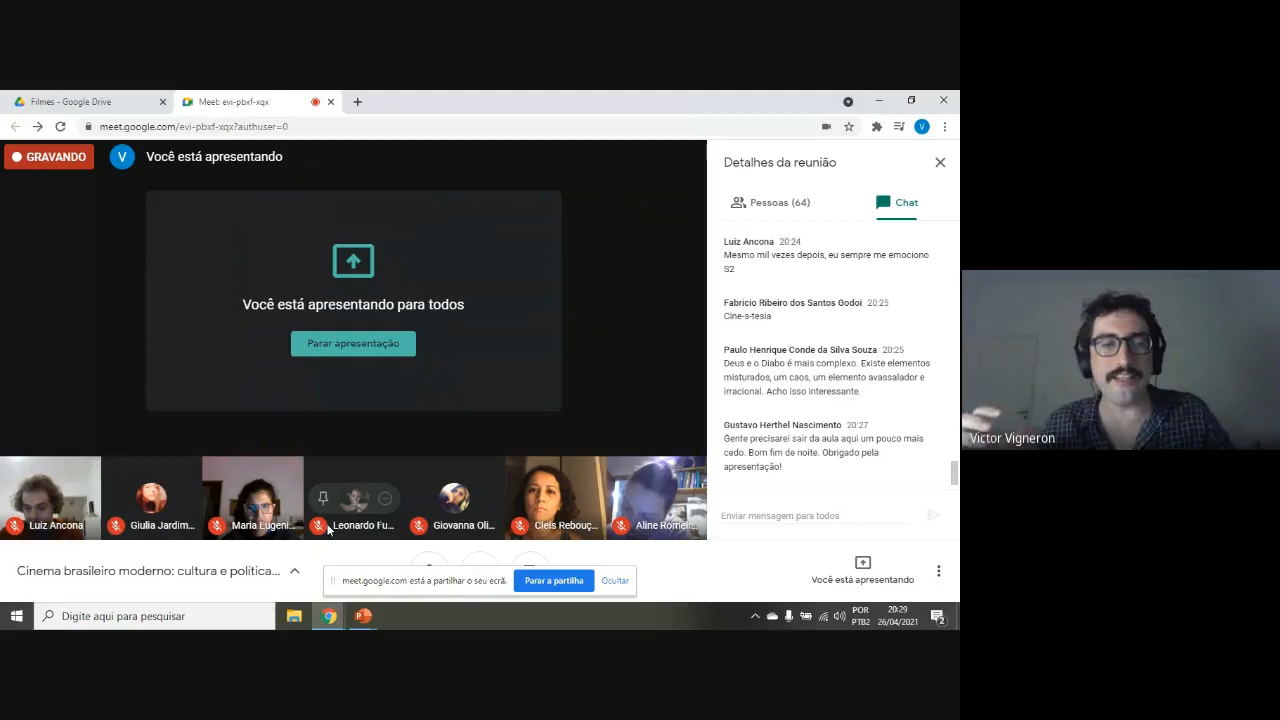 Filmes - Google Drive
Meet: evi-pbxf-xqx
meet.google.com/evi-pbxf-xqx?authuser=0
GRAVANDO
V
Você está apresentando
Você está apresentando para todos
Parar apresentação
Detalhes da reunião
Pessoas (64)
Chat
Luiz Ancona 20:24
Mesmo mil vezes depois, eu sempre me emociono
S2
Fabricio Ribeiro dos Santos Godoi 20:25
Cine-s-tesia
Paulo Henrique Conde da Silva Souza 20:25
Deus e o Diabo é mais complexo. Existe elementos
misturados, um caos, um elemento avassalador e
irracional. Acho isso interessante.
Gustavo Herthel Nascimento 20:27
Gente precisarei sair da aula aqui um pouco mais
cedo. Bom fim de noite. Obrigado pela
apresentação!
Enviar mensagem para todos
Luiz Ancona
Giulia Jardim...
Maria Eugeni...
Leonardo Fu...
Giovanna Oli...
Cleis Rebouç...
Aline Romeir...
Victor Vigneron
Cinema brasileiro moderno: cultura e política...
meet.google.com está a partilhar o seu ecrã.
Parar a partilha
Ocultar
Você está apresentando
Digite aqui para pesquisar
POR
PTB2
20:29
26/04/2021
2